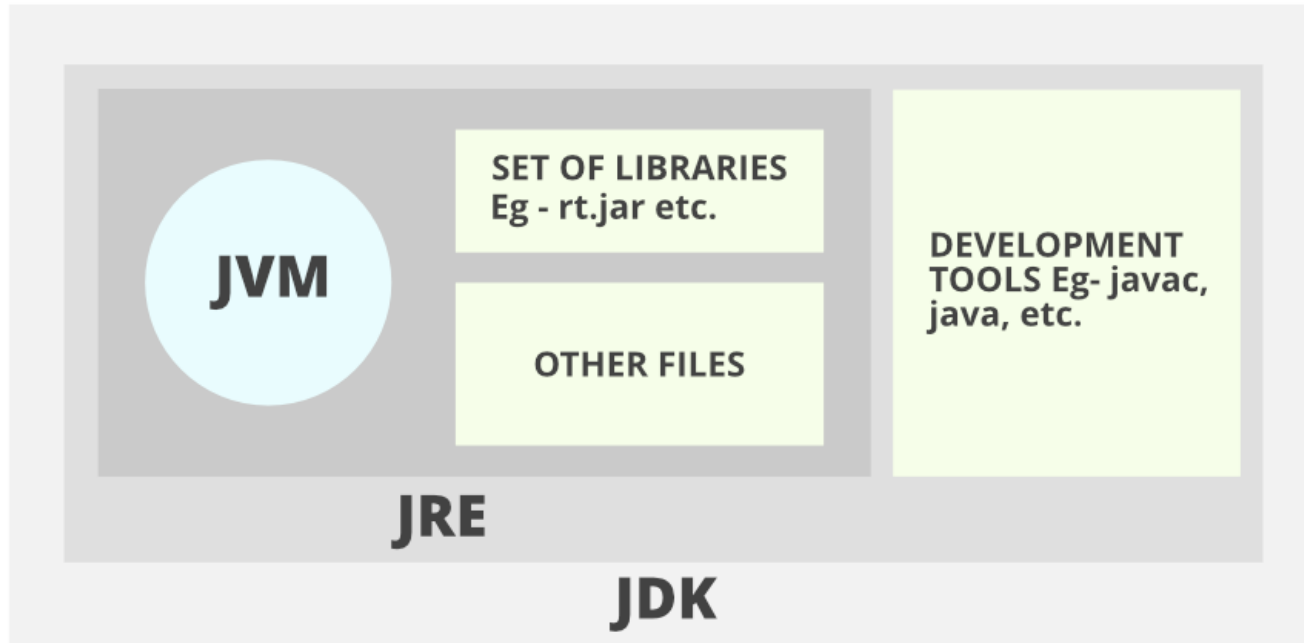 JVM
SET OF LIBRARIES
Eg - rt.jar etc.
OTHER FILES
DEVELOPMENT
TOOLS Eg- javac,
java, etc.
JRE
JDK